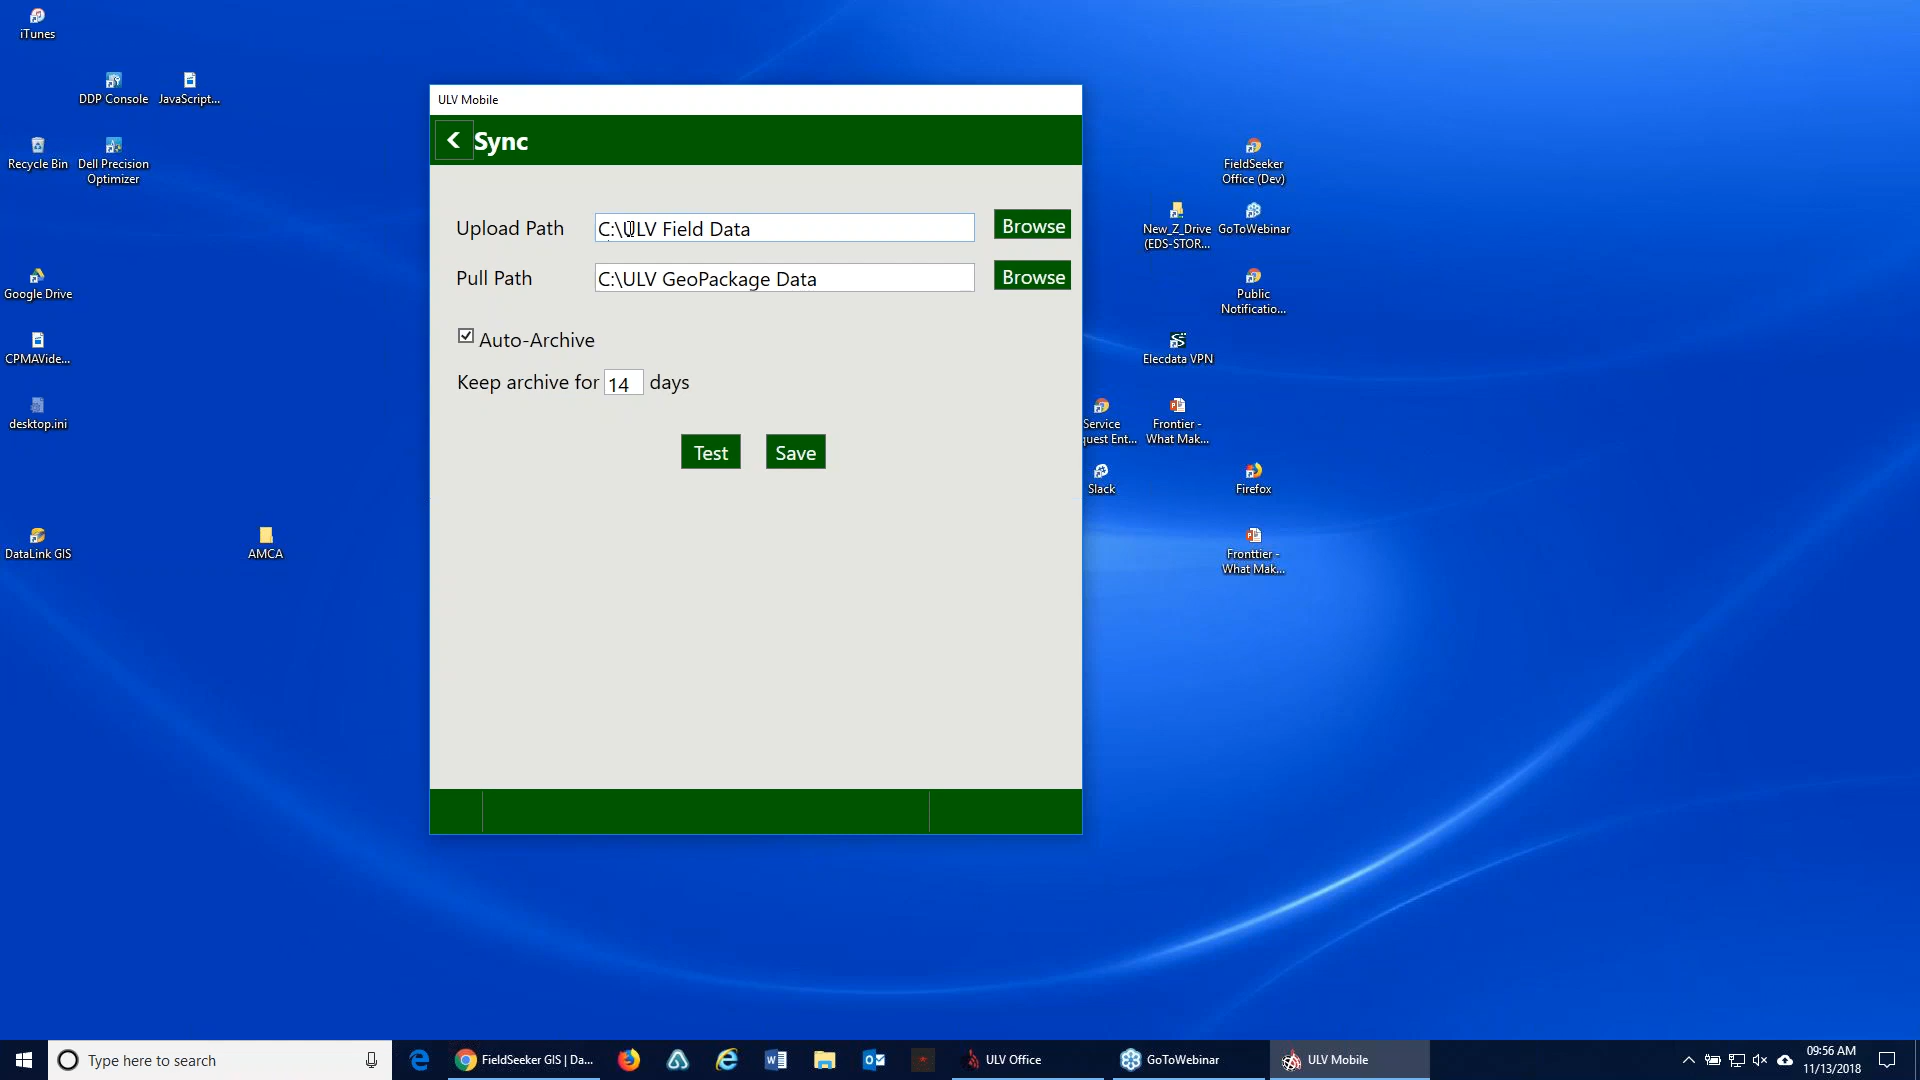 iTunes
DDP Console
JavaScript...
Recycle Bin
Dell Precision
Optimizer
Google Drive
CPMAVide...
desktop.ini
DataLink GIS
AMCA
ULV Mobile
Sync
Upload Path
C:\ULV Field Data
Browse
Pull Path
C:\ULV GeoPackage Data
Browse
Auto-Archive
Keep archive for 14 days
Test
Save
FieldSeeker
Office (Dev)
New_Z_Drive
(EDS-STOR...
GoToWebinar
Public
Notificatio...
Elecdata VPN
Service
quest Ent...
Frontier -
What Mak...
Slack
Firefox
Fronttier -
What Mak...
Type here to search
FieldSeeker GIS | Da...
ULV Office
GoToWebinar
ULV Mobile
09:56 AM
11/13/2018